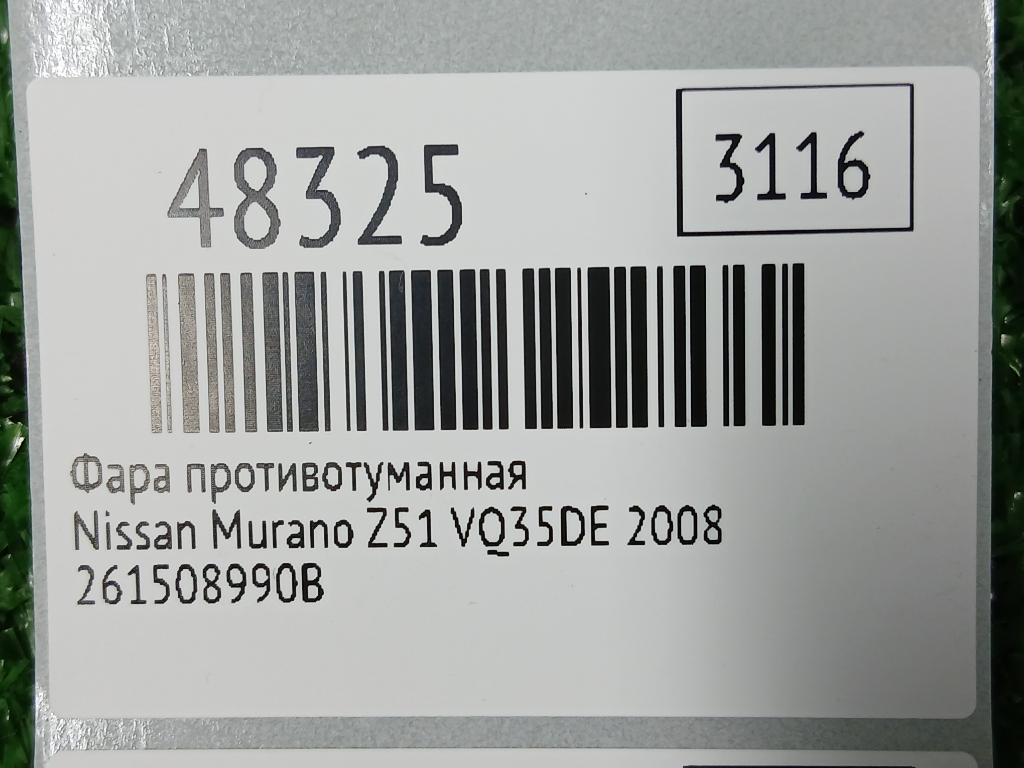 48325
3116
Фара противотуманная
Nissan Murano Z51 VQ35DE 2008
261508990B